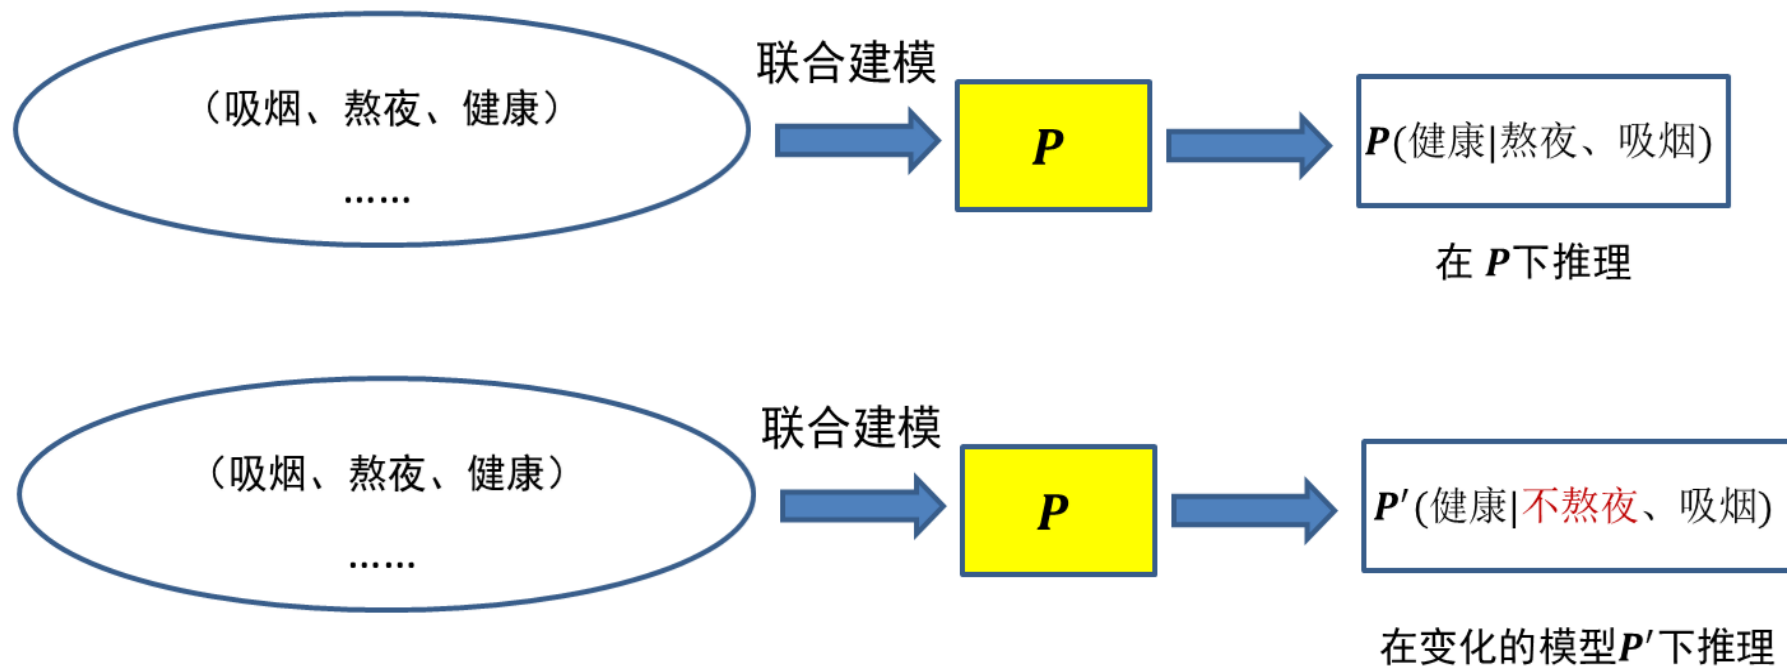 联合建模
（吸烟、熬夜、健康）
……
P
P(健康|熬夜、吸烟)
在 P下推理
联合建模
（吸烟、熬夜、健康）
……
P
P′(健康|不熬夜、吸烟)
在变化的模型P′下推理